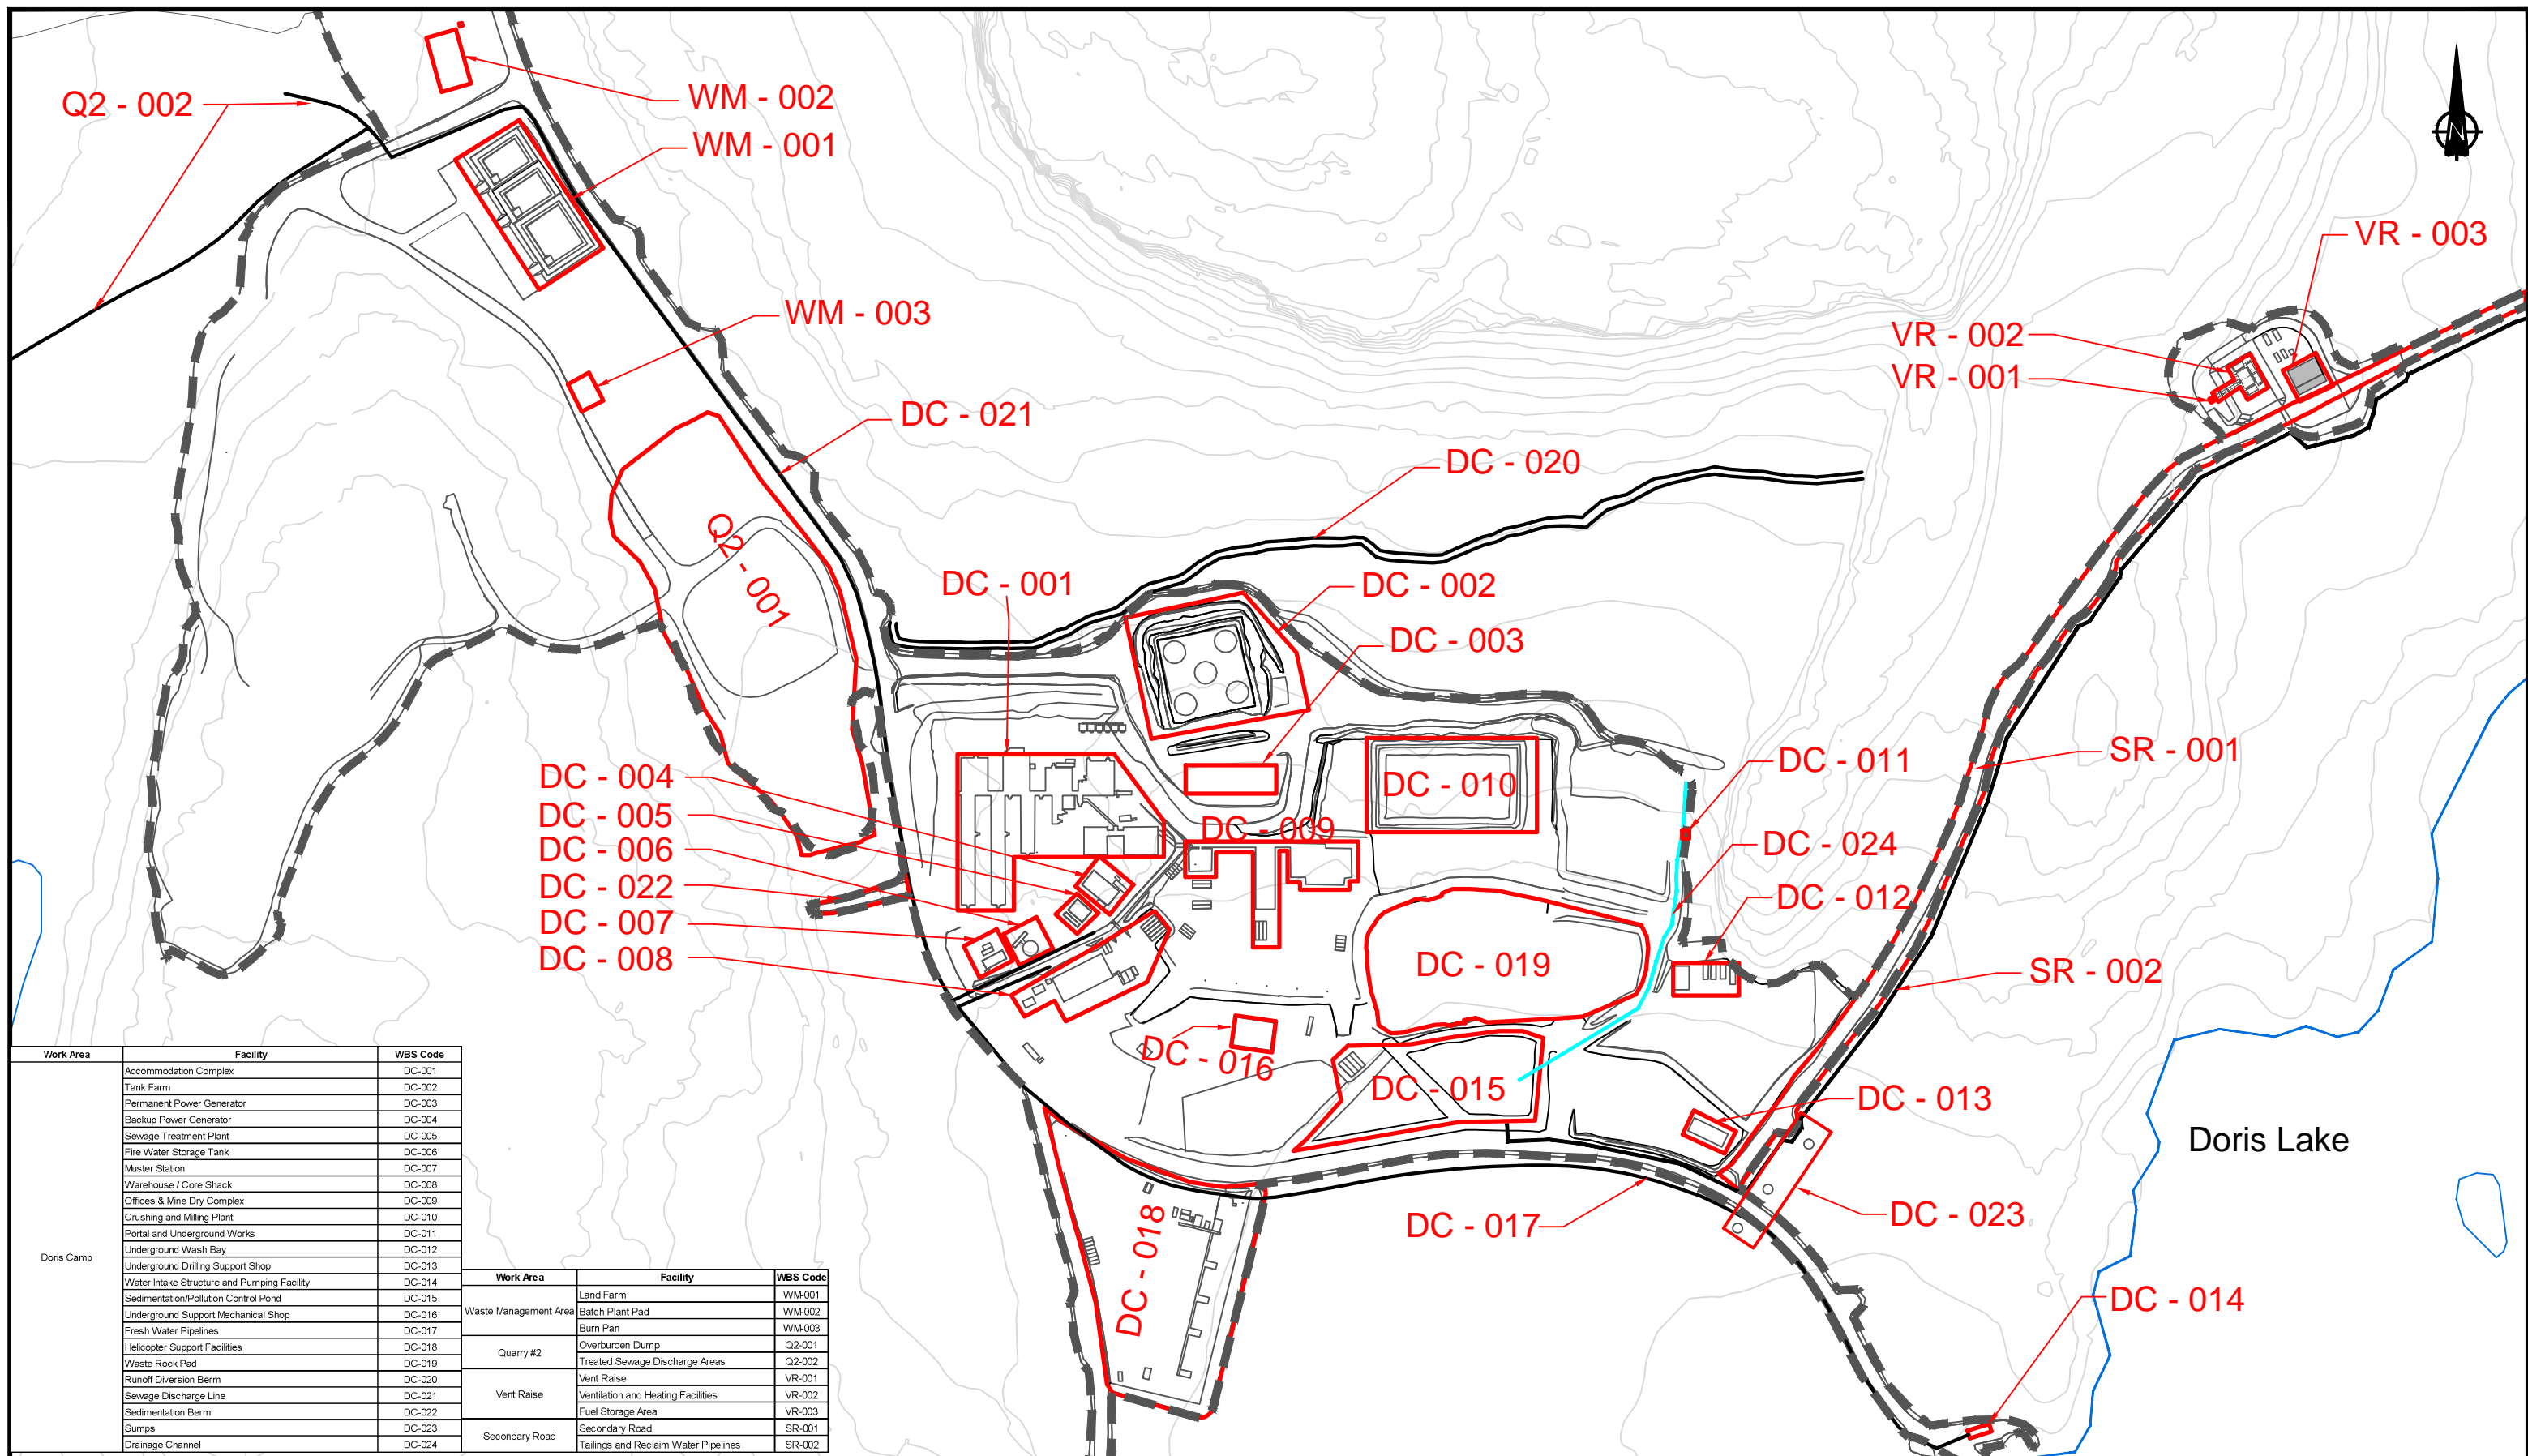 Q2 - 002
WM - 002
WM - 001
N
VR - 003
WM - 003
VR - 002
VR - 001
DC - 021
DC - 020
Q2 - 001
DC - 001
DC - 002
DC - 003
SR - 001
DC - 011
DC - 004
DC - 010
DC - 005
DC - 009
DC - 006
DC - 024
DC - 022
DC - 012
DC - 007
DC - 008
DC - 019
SR - 002
DC - 016
DC - 015
DC - 013
Doris Lake
DC - 023
DC - 017
DC - 018
DC - 014
Work Area Facility WBS Code
Doris Camp
Accommodation Complex DC-001
Tank Farm DC-002
Permanent Power Generator DC-003
Backup Power Generator DC-004
Sewage Treatment Plant DC-005
Fire Water Storage Tank DC-006
Muster Station DC-007
Warehouse / Core Shack DC-008
Offices & Mine Dry Complex DC-009
Crushing and Milling Plant DC-010
Portal and Underground Works DC-011
Underground Wash Bay DC-012
Underground Drilling Support Shop DC-013
Water Intake Structure and Pumping Facility DC-014
Sedimentation/Pollution Control Pond DC-015
Underground Support Mechanical Shop DC-016
Fresh Water Pipelines DC-017
Helicopter Support Facilities DC-018
Waste Rock Pad DC-019
Runoff Diversion Berm DC-020
Sewage Discharge Line DC-021
Sedimentation Berm DC-022
Sumps DC-023
Drainage Channel DC-024
Work Area Facility WBS Code
Waste Management Area
Land Farm WM-001
Batch Plant Pad WM-002
Burn Pan WM-003
Quarry #2
Overburden Dump Q2-001
Treated Sewage Discharge Areas Q2-002
Vent Raise
Vent Raise VR-001
Ventilation and Heating Facilities VR-002
Fuel Storage Area VR-003
Secondary Road
Secondary Road SR-001
Tailings and Reclaim Water Pipelines SR-002